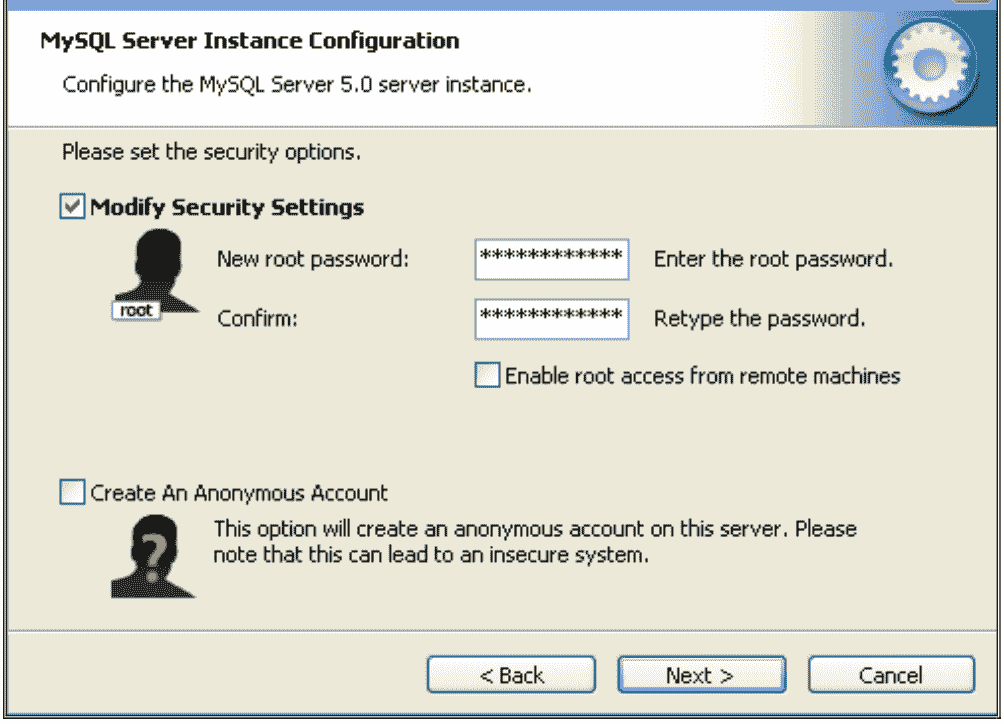 MySQL Server Instance Configuration
Configure the MySQL Server 5.0 server instance.
Please set the security options.
Modify Security Settings
New root password: ************ Enter the root password.
root
Confirm: ************ Retype the password.
Enable root access from remote machines
Create An Anonymous Account
?
This option will create an anonymous account on this server. Please
note that this can lead to an insecure system.
< Back Next > Cancel